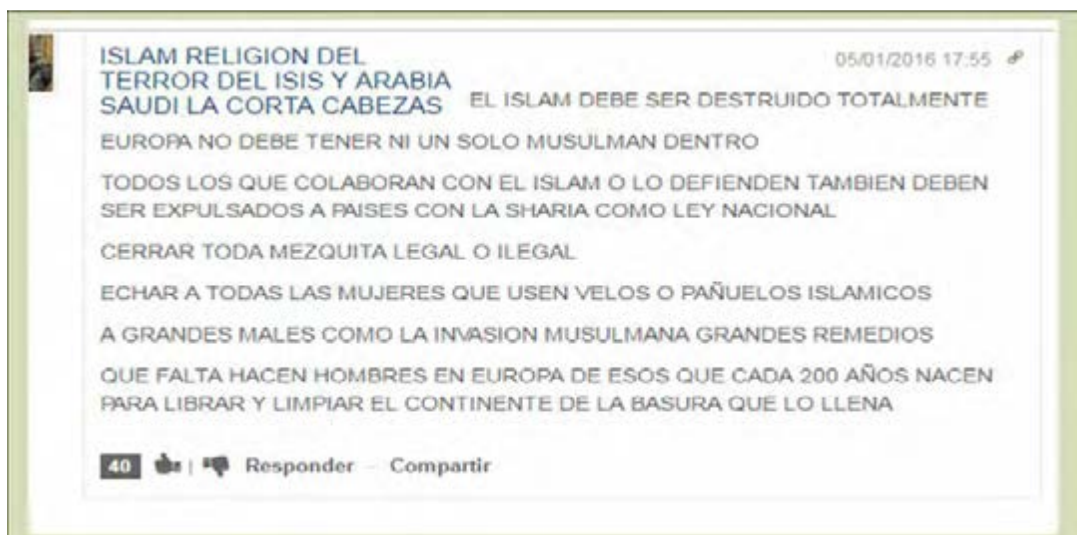 ISLAM RELIGION DEL
TERROR DEL ISIS Y ARABIA
SAUDI LA CORTA CABEZAS
05/01/2016 17:55
EL ISLAM DEBE SER DESTRUIDO TOTALMENTE
EUROPA NO DEBE TENER NI UN SOLO MUSULMAN DENTRO
TODOS LOS QUE COLABORAN CON EL ISLAM O LO DEFIENDEN TAMBIEN DEBEN
SER EXPULSADOS A PAISES CON LA SHARIA COMO LEY NACIONAL
CERRAR TODA MEZQUITA LEGAL O ILEGAL
ECHAR A TODAS LAS MUJERES QUE USEN VELOS O PAÑUELOS ISLAMICOS
A GRANDES MALES COMO LA INVASION MUSULMANA GRANDES REMEDIOS
QUE FALTA HACEN HOMBRES EN EUROPA DE ESOS QUE CADA 200 AÑOS NACEN
PARA LIBRAR Y LIMPIAR EL CONTINENTE DE LA BASURA QUE LO LLENA
40 Responder Compartir